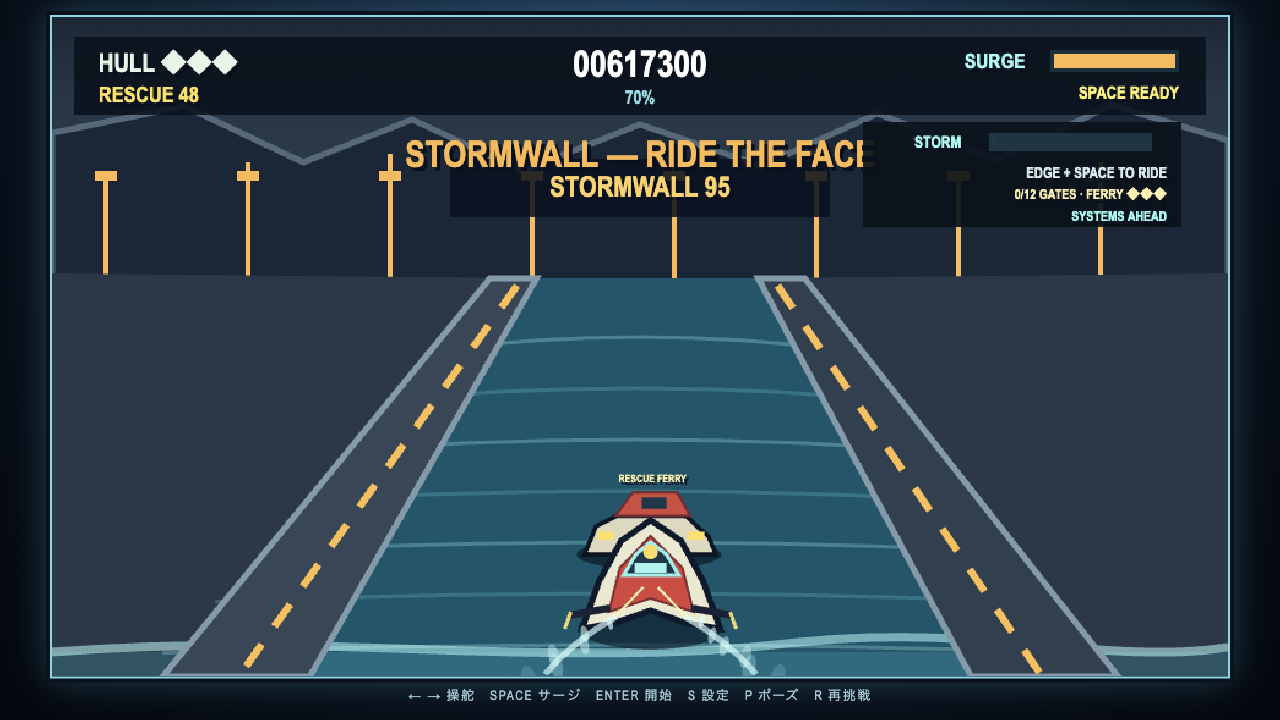 HULL ◆◆◆
RESCUE 48
00617300
70%
SURGE
SPACE READY
STORMWALL — RIDE THE FACE
STORMWALL 95
STORM
EDGE + SPACE TO RIDE
0/12 GATES · FERRY ◆◆◆
SYSTEMS AHEAD
RESCUE FERRY
← → 操舵 SPACE サージ ENTER 開始 S 設定 P ポーズ R 再挑戦